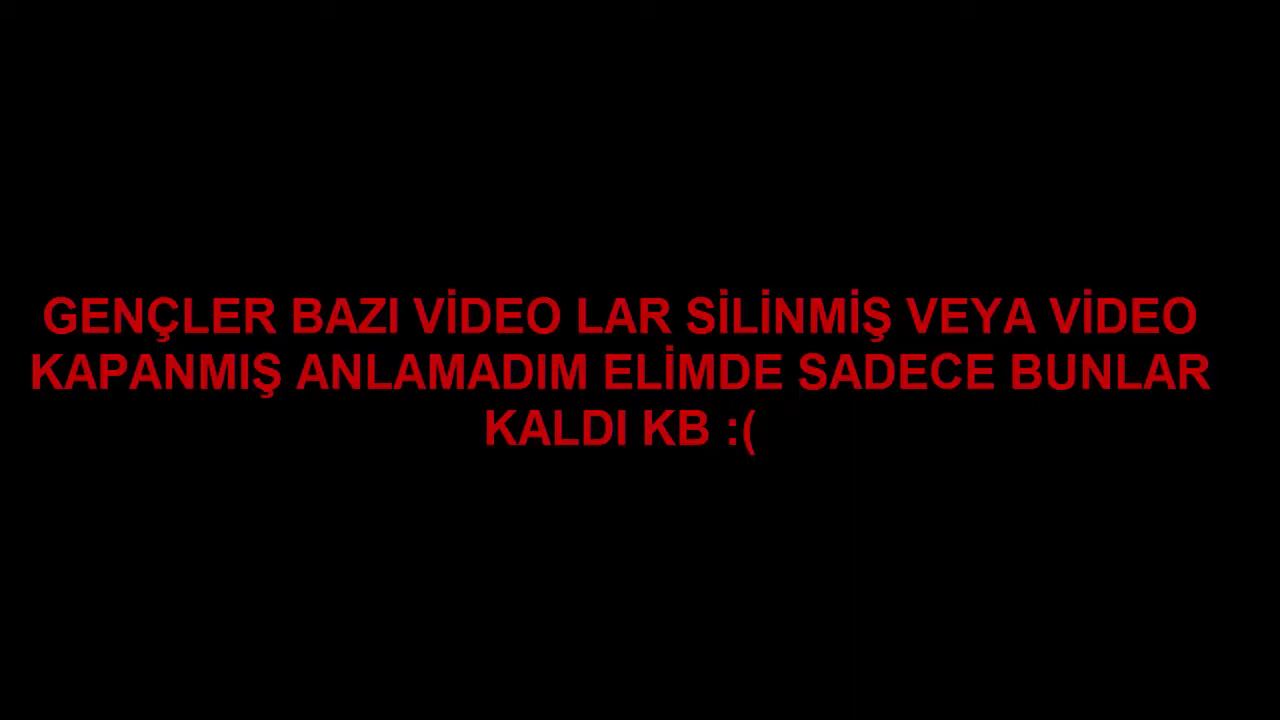 GENÇLER BAZI VİDEO LAR SİLİNMİŞ VEYA VİDEO
KAPANMIŞ ANLAMADIM ELİMDE SADECE BUNLAR
KALDI KB :(